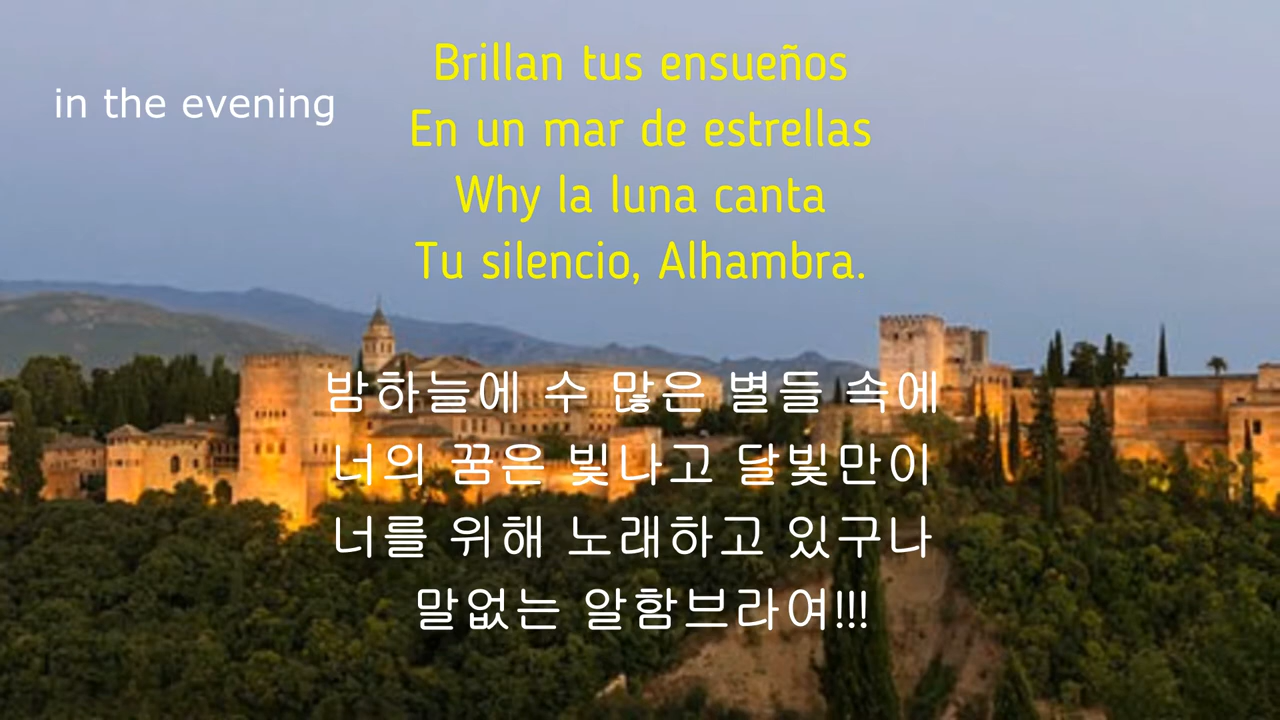 in the evening
Brillan tus ensueños
En un mar de estrellas
Why la luna canta
Tu silencio, Alhambra.
밤하늘에 수 많은 별들 속에
너의 꿈은 빛나고 달빛만이
너를 위해 노래하고 있구나
말없는 알함브라여!!!